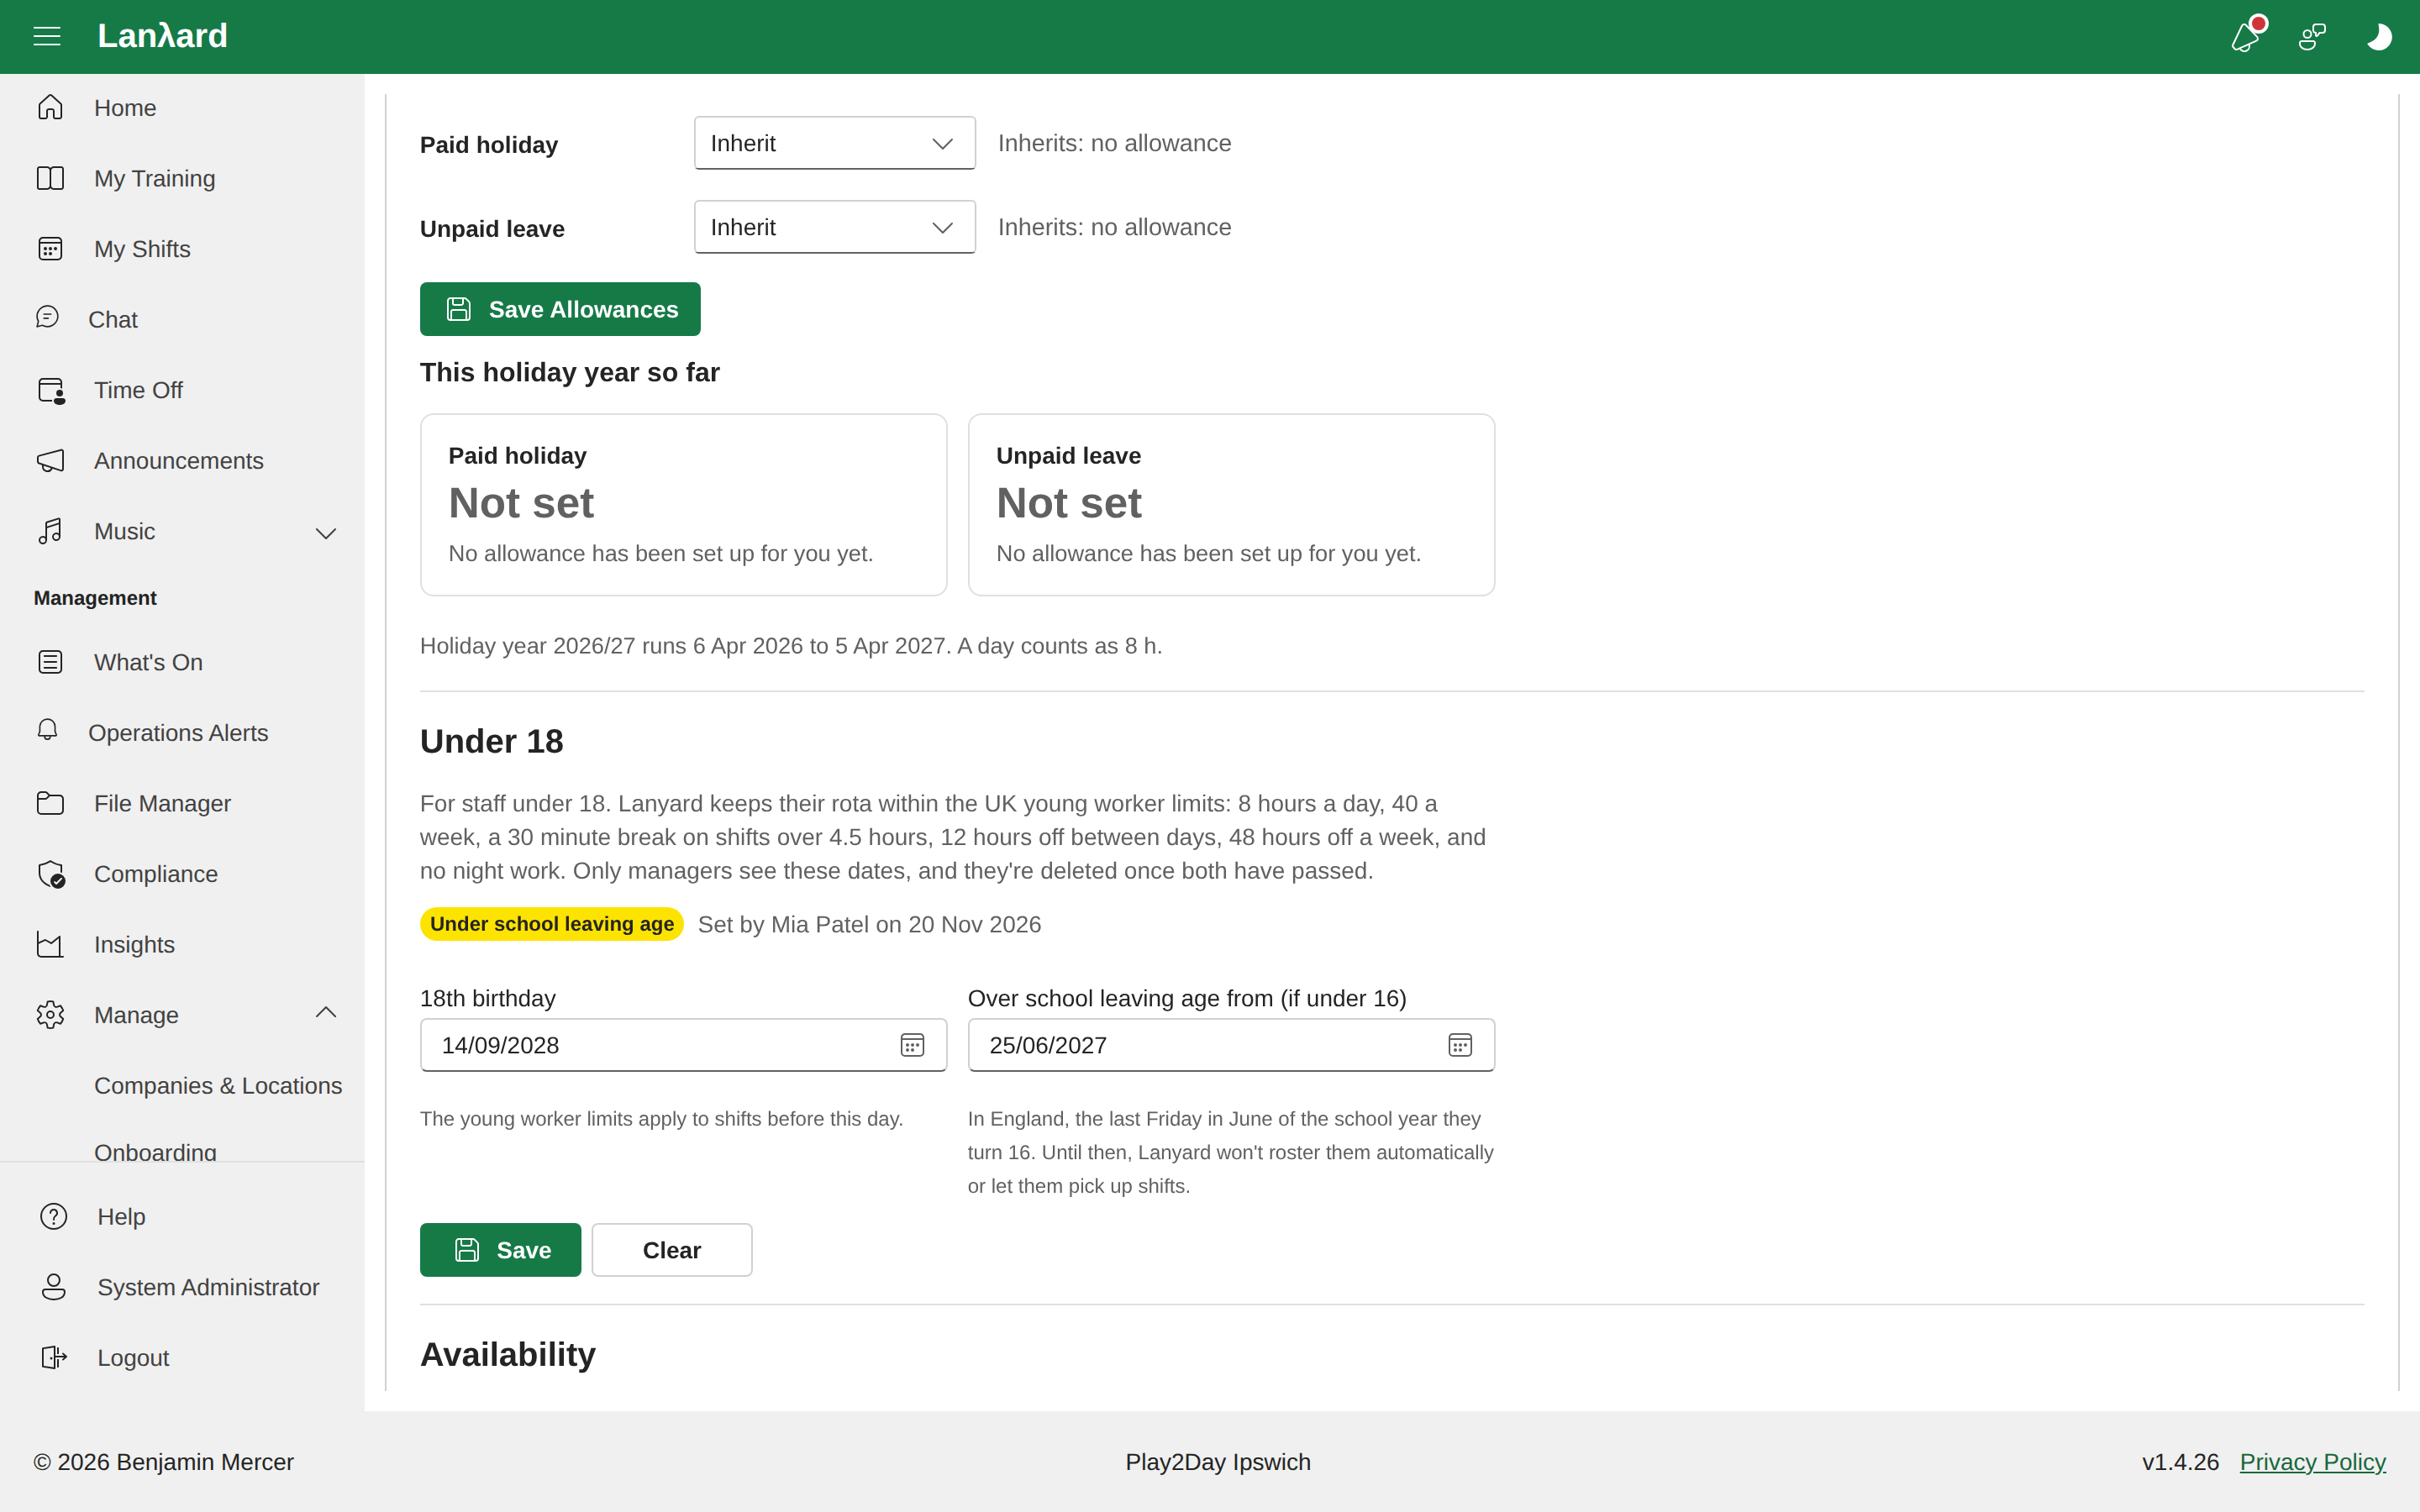 Lanλard
Home
My Training
My Shifts
Chat
Time Off
Announcements
Music
Management
What's On
Operations Alerts
File Manager
Compliance
Insights
Manage
Companies & Locations
Onboarding
Help
System Administrator
Logout
Paid holiday
Inherit
Inherits: no allowance
Unpaid leave
Inherit
Inherits: no allowance
Save Allowances
This holiday year so far
Paid holiday
Not set
No allowance has been set up for you yet.
Unpaid leave
Not set
No allowance has been set up for you yet.
Holiday year 2026/27 runs 6 Apr 2026 to 5 Apr 2027. A day counts as 8 h.
Under 18
For staff under 18. Lanyard keeps their rota within the UK young worker limits: 8 hours a day, 40 a
week, a 30 minute break on shifts over 4.5 hours, 12 hours off between days, 48 hours off a week, and
no night work. Only managers see these dates, and they're deleted once both have passed.
Under school leaving age
Set by Mia Patel on 20 Nov 2026
18th birthday
14/09/2028
The young worker limits apply to shifts before this day.
Over school leaving age from (if under 16)
25/06/2027
In England, the last Friday in June of the school year they
turn 16. Until then, Lanyard won't roster them automatically
or let them pick up shifts.
Save
Clear
Availability
© 2026 Benjamin Mercer
Play2Day Ipswich
v1.4.26
Privacy Policy